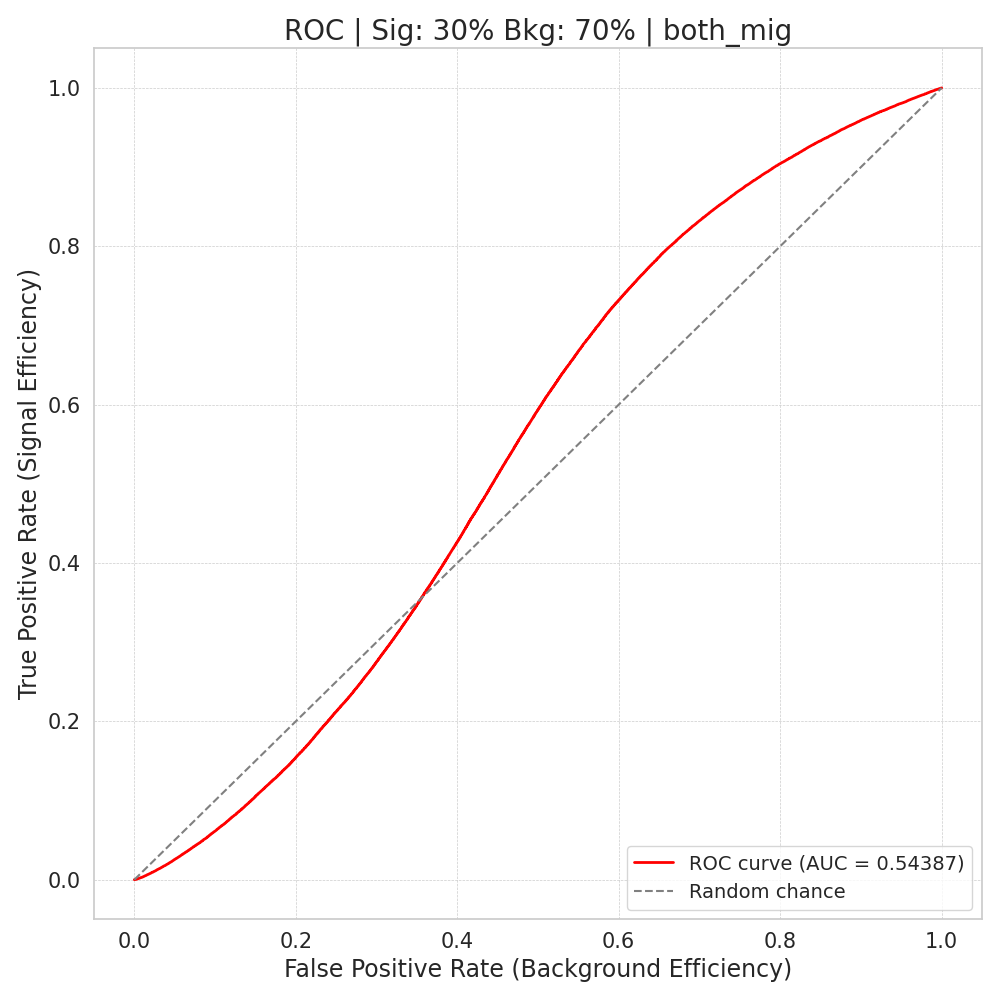 ROC | Sig: 30% Bkg: 70% | both_mig
True Positive Rate (Signal Efficiency)
1.0
0.8
0.6
0.4
0.2
0.0
ROC curve (AUC = 0.54387)
Random chance
0.0 0.2 0.4 0.6 0.8 1.0
False Positive Rate (Background Efficiency)